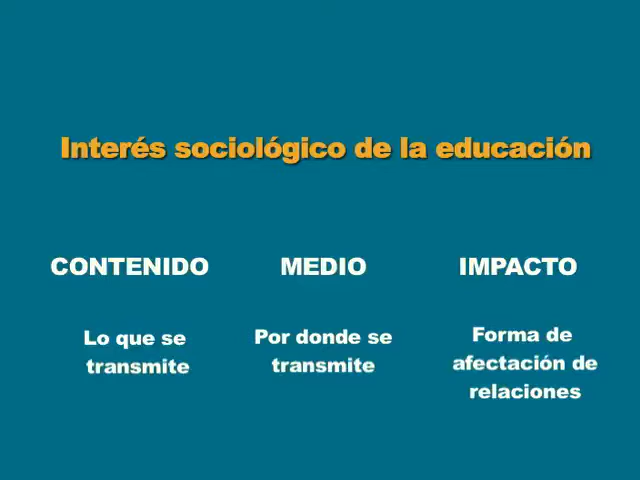 Interés sociológico de la educación
CONTENIDO
Lo que se
transmite
MEDIO
Por donde se
transmite
IMPACTO
Forma de
afectación de
relaciones